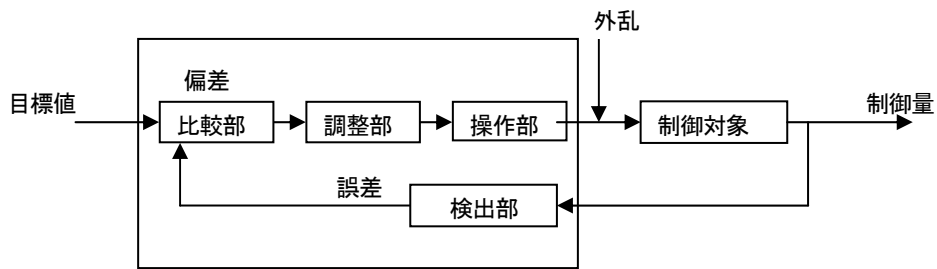 外乱
偏差
目標値
制御量
比較部
調整部
操作部
制御対象
誤差
検出部